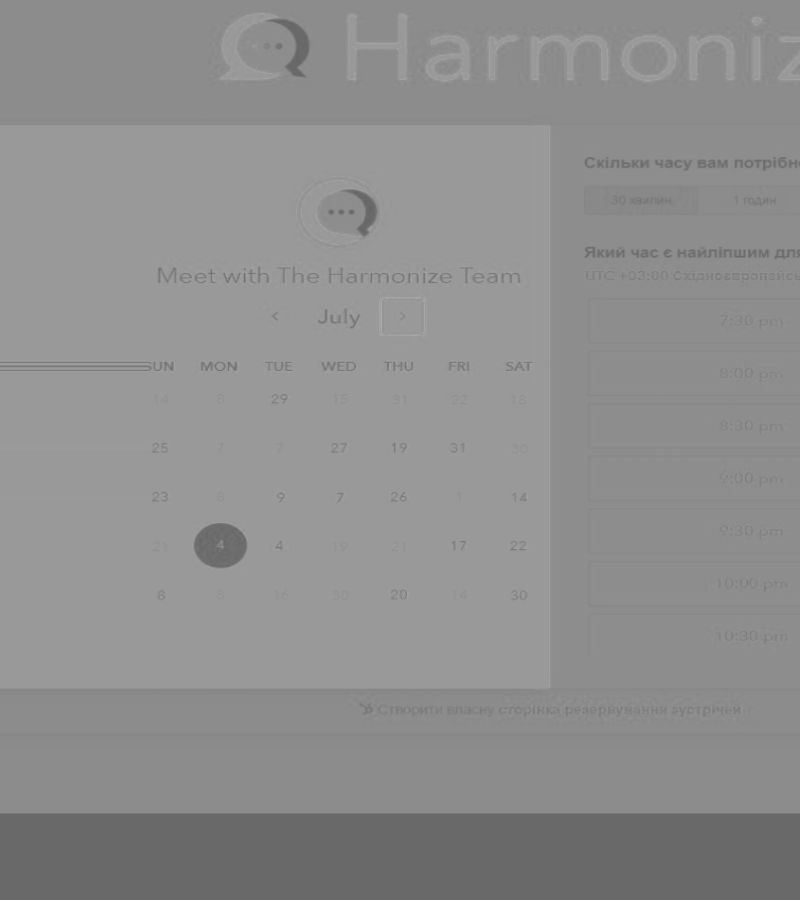 Harmoniz
Meet with The Harmonize Team
July
SUN MON TUE WED THU FRI SAT
14 8 29 15 31 22 18
25 7 7 27 19 31 30
23 8 9 7 26 1 14
21 4 4 19 21 17 22
8 8 16 30 20 14 30
Скільки часу вам потрібно
30 хвилин 1 годин
Який час є найліпшим для
UTC +03:00 Східноєвропейсь
7:30 pm
8:00 pm
8:30 pm
9:00 pm
9:30 pm
10:00 pm
10:30 pm
Створити власну сторінка резервування зустрічей